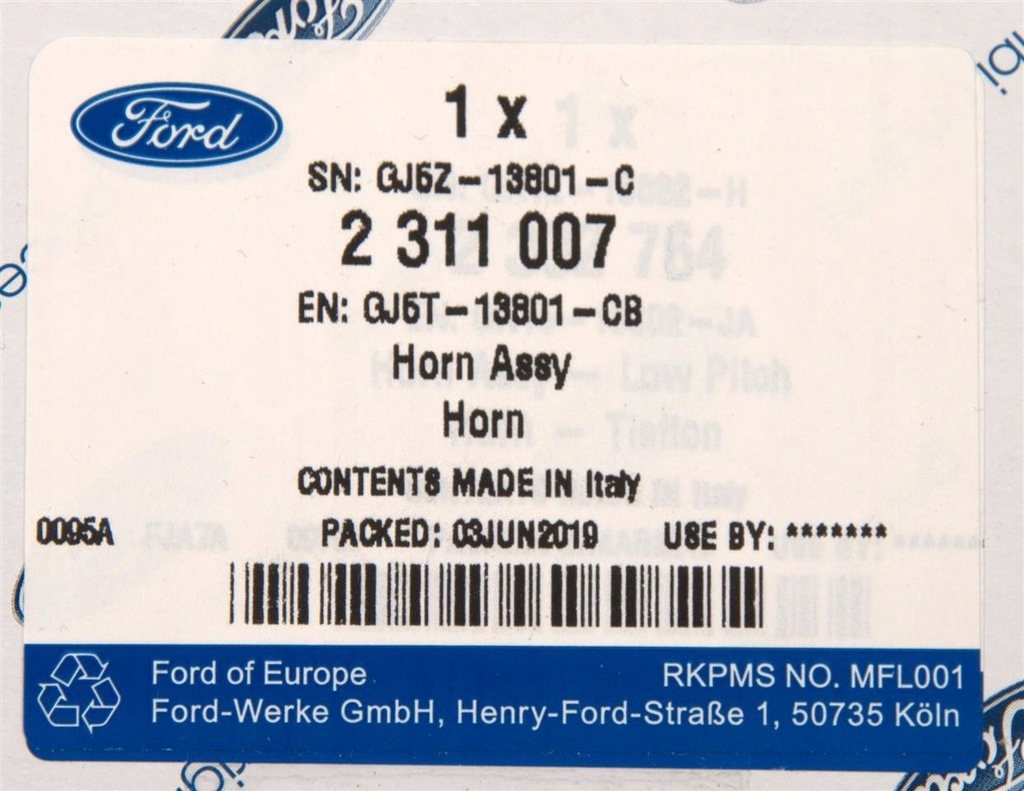 Ford
1 x
SN: GJ5Z-13801-C
2 311 007
EN: GJ5T-13801-CB
Horn Assy
Horn
CONTENTS MADE IN Italy
0095A PACKED: 03JUN2019 USE BY: *******
Ford of Europe RKPMS NO. MFL001
Ford-Werke GmbH, Henry-Ford-Straße 1, 50735 Köln